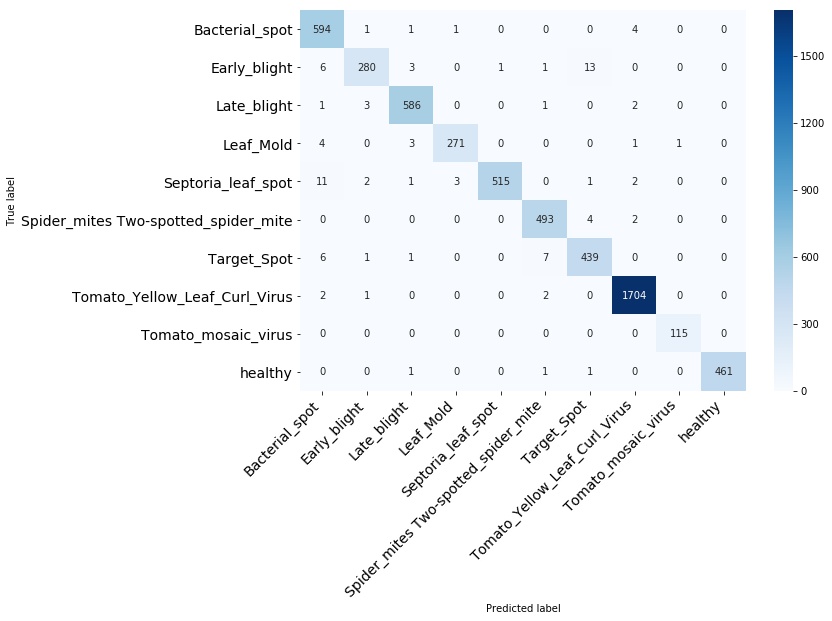 Bacterial_spot 594 1 1 1 0 0 0 4 0 0
Early_blight 6 280 3 0 1 1 13 0 0 0
Late_blight 1 3 586 0 0 1 0 2 0 0
Leaf_Mold 4 0 3 271 0 0 0 1 1 0
Septoria_leaf_spot 11 2 1 3 515 0 1 2 0 0
Spider_mites Two-spotted_spider_mite 0 0 0 0 0 493 4 2 0 0
Target_Spot 6 1 1 0 0 7 439 0 0 0
Tomato_Yellow_Leaf_Curl_Virus 2 1 0 0 0 2 0 1704 0 0
Tomato_mosaic_virus 0 0 0 0 0 0 0 0 115 0
healthy 0 0 1 0 0 1 1 0 0 461
True label
Bacterial_spot
Early_blight
Late_blight
Leaf_Mold
Septoria_leaf_spot
Spider_mites Two-spotted_spider_mite
Target_Spot
Tomato_Yellow_Leaf_Curl_Virus
Tomato_mosaic_virus
healthy
Predicted label
1500
1200
900
600
300
0